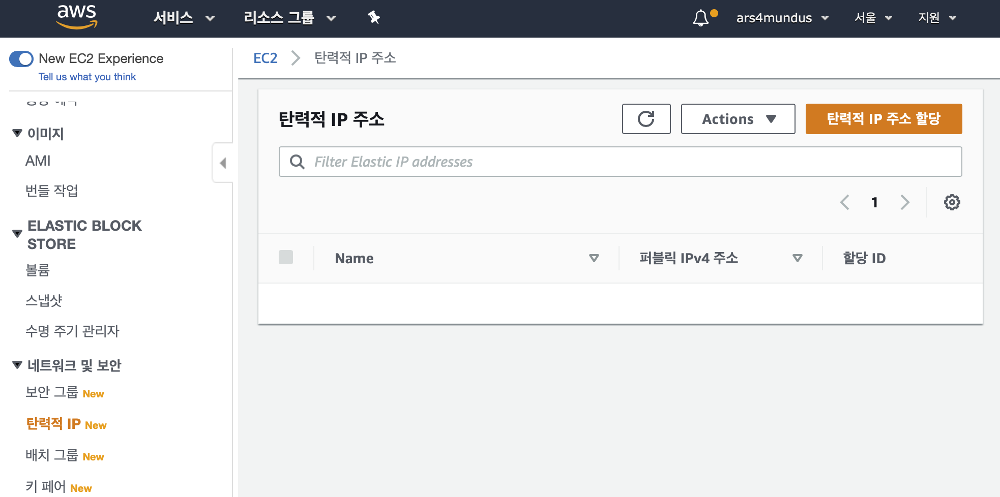 aws
서비스
리소스 그룹
ars4mundus
서울
지원
New EC2 Experience
Tell us what you think
이미지
AMI
번들 작업
ELASTIC BLOCK
STORE
볼륨
스냅샷
수명 주기 관리자
네트워크 및 보안
보안 그룹 New
탄력적 IP New
배치 그룹 New
키 페어 New
EC2
탄력적 IP 주소
탄력적 IP 주소
Actions
탄력적 IP 주소 할당
Filter Elastic IP addresses
1
Name
퍼블릭 IPv4 주소
할당 ID